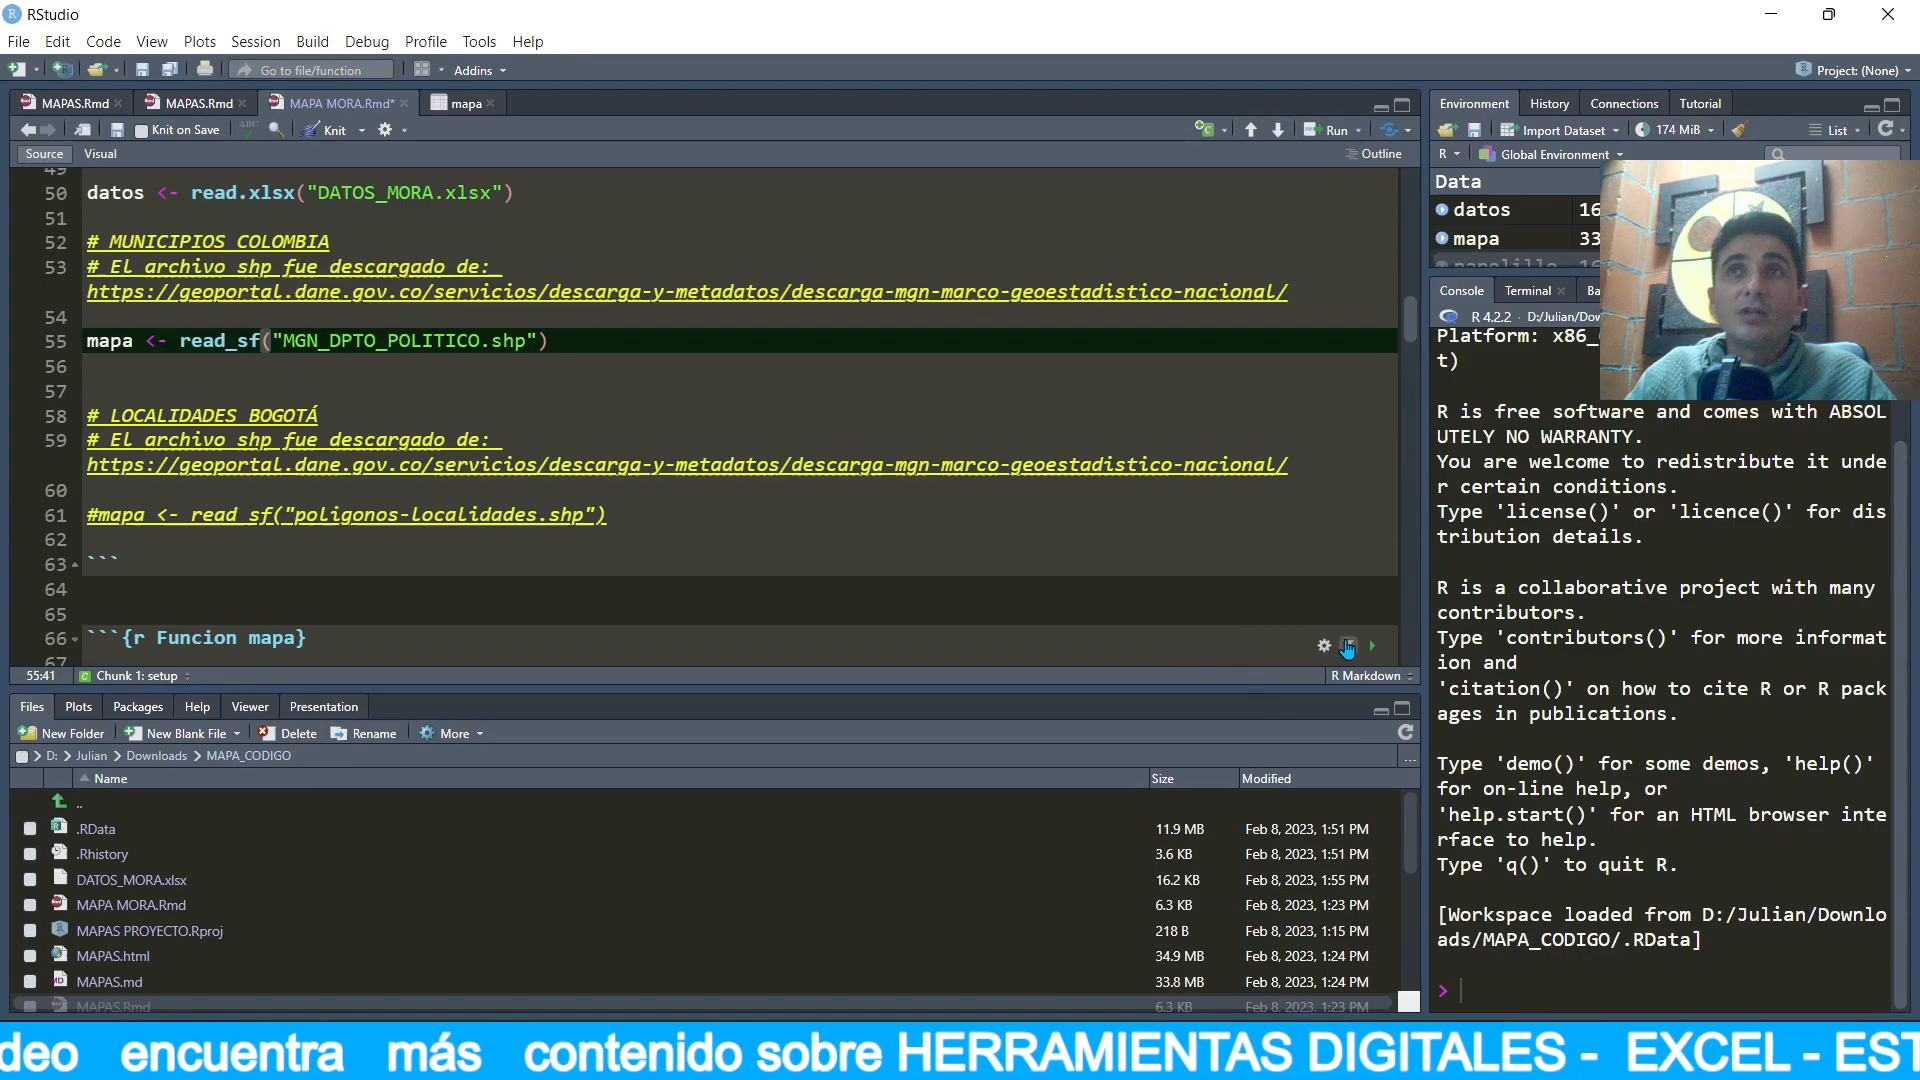 RStudio
File Edit Code View Plots Session Build Debug Profile Tools Help
Go to file/function Addins Project: (None)
MAPAS.Rmd MAPAS.Rmd MAPA MORA.Rmd* mapa
Knit on Save ABC Knit Run
Source Visual Outline
49
50 datos <- read.xlsx("DATOS_MORA.xlsx")
51
52 # MUNICIPIOS COLOMBIA
53 # El archivo shp fue descargado de:
https://geoportal.dane.gov.co/servicios/descarga-y-metadatos/descarga-mgn-marco-geoestadistico-nacional/
54
55 mapa <- read_sf("MGN_DPTO_POLITICO.shp")
56
57
58 # LOCALIDADES BOGOTÁ
59 # El archivo shp fue descargado de:
https://geoportal.dane.gov.co/servicios/descarga-y-metadatos/descarga-mgn-marco-geoestadistico-nacional/
60
61 #mapa <- read_sf("poligonos-localidades.shp")
62
63 ```
64
65
66 ```{r Funcion mapa}
67
55:41 C Chunk 1: setup R Markdown
Files Plots Packages Help Viewer Presentation
New Folder New Blank File Delete Rename More
D: > Julian > Downloads > MAPA_CODIGO ...
Name Size Modified
..
.RData 11.9 MB Feb 8, 2023, 1:51 PM
.Rhistory 3.6 KB Feb 8, 2023, 1:51 PM
DATOS_MORA.xlsx 16.2 KB Feb 8, 2023, 1:55 PM
MAPA MORA.Rmd 6.3 KB Feb 8, 2023, 1:23 PM
MAPAS PROYECTO.Rproj 218 B Feb 8, 2023, 1:15 PM
MAPAS.html 34.9 MB Feb 8, 2023, 1:24 PM
MAPAS.md 33.8 MB Feb 8, 2023, 1:24 PM
MAPAS.Rmd 6.3 KB Feb 8, 2023, 1:23 PM
Environment History Connections Tutorial
Import Dataset 174 MiB List
R Global Environment
Data
datos 16
mapa 33
Console Terminal Ba
R 4.2.2 · D:/Julian/Dow
Platform: x86_
t)
R is free software and comes with ABSOL
UTELY NO WARRANTY.
You are welcome to redistribute it unde
r certain conditions.
Type 'license()' or 'licence()' for dis
tribution details.
R is a collaborative project with many
contributors.
Type 'contributors()' for more informat
ion and
'citation()' on how to cite R or R pack
ages in publications.
Type 'demo()' for some demos, 'help()'
for on-line help, or
'help.start()' for an HTML browser inte
rface to help.
Type 'q()' to quit R.
[Workspace loaded from D:/Julian/Downlo
ads/MAPA_CODIGO/.RData]
>
deo encuentra más contenido sobre HERRAMIENTAS DIGITALES - EXCEL - EST